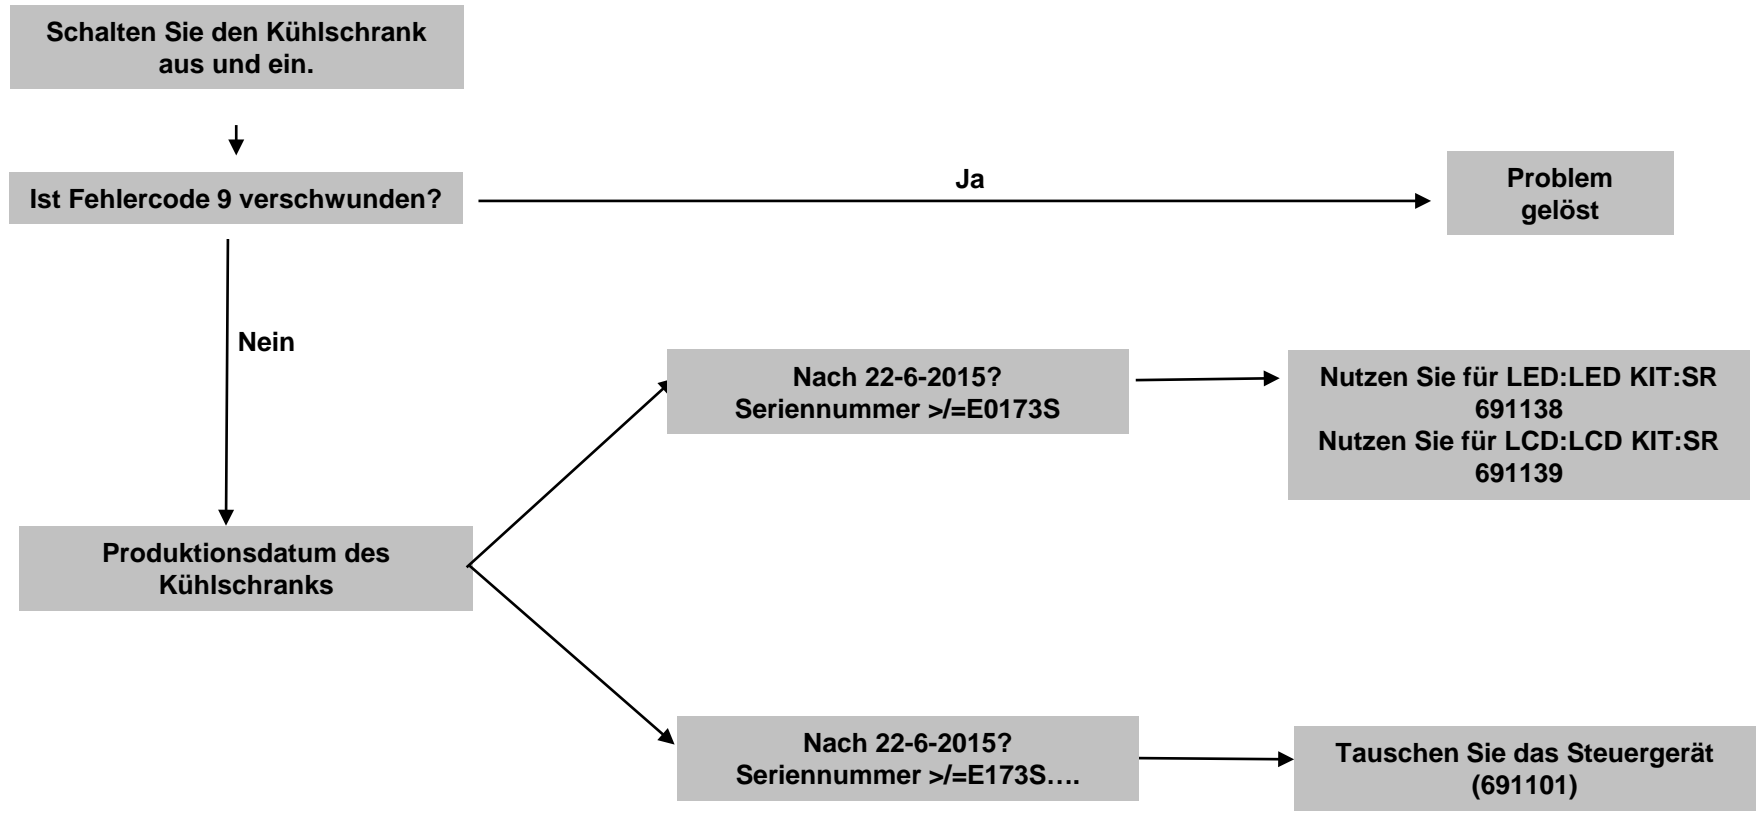 Schalten Sie den Kühlschrank
aus und ein.
Ist Fehlercode 9 verschwunden?
Ja
Problem
gelöst
Nein
Nach 22-6-2015?
Seriennummer >/=E0173S
Nutzen Sie für LED:LED KIT:SR
691138
Nutzen Sie für LCD:LCD KIT:SR
691139
Produktionsdatum des
Kühlschranks
Nach 22-6-2015?
Seriennummer >/=E173S….
Tauschen Sie das Steuergerät
(691101)